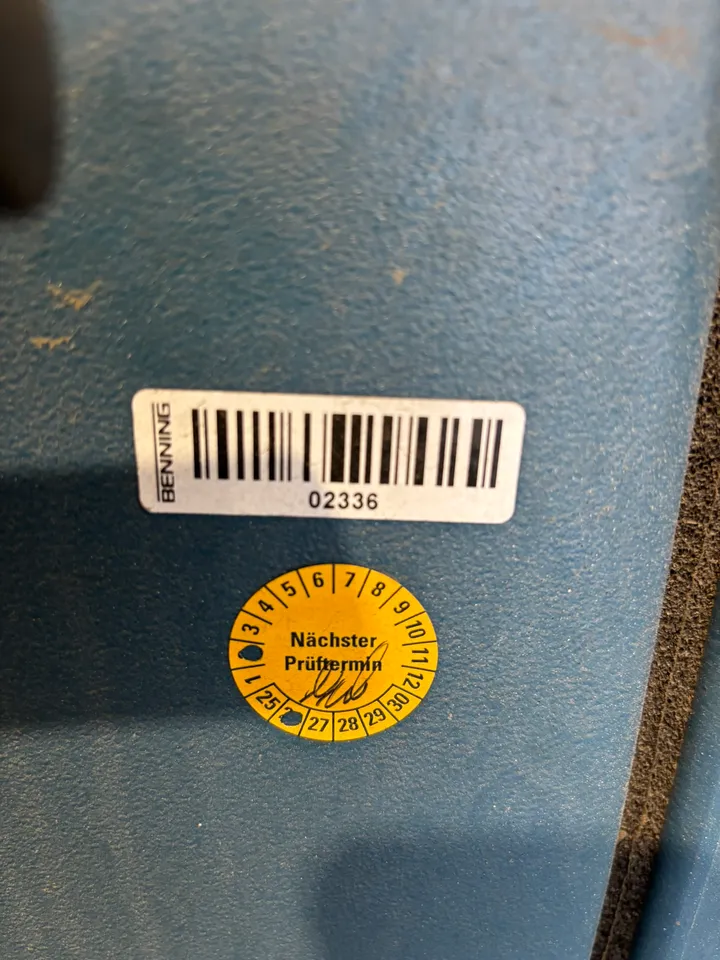 BENNING
02336
1 3 4 5 6 7 8 9 10 11 12
Nächster
Prüftermin
25 27 28 29 30